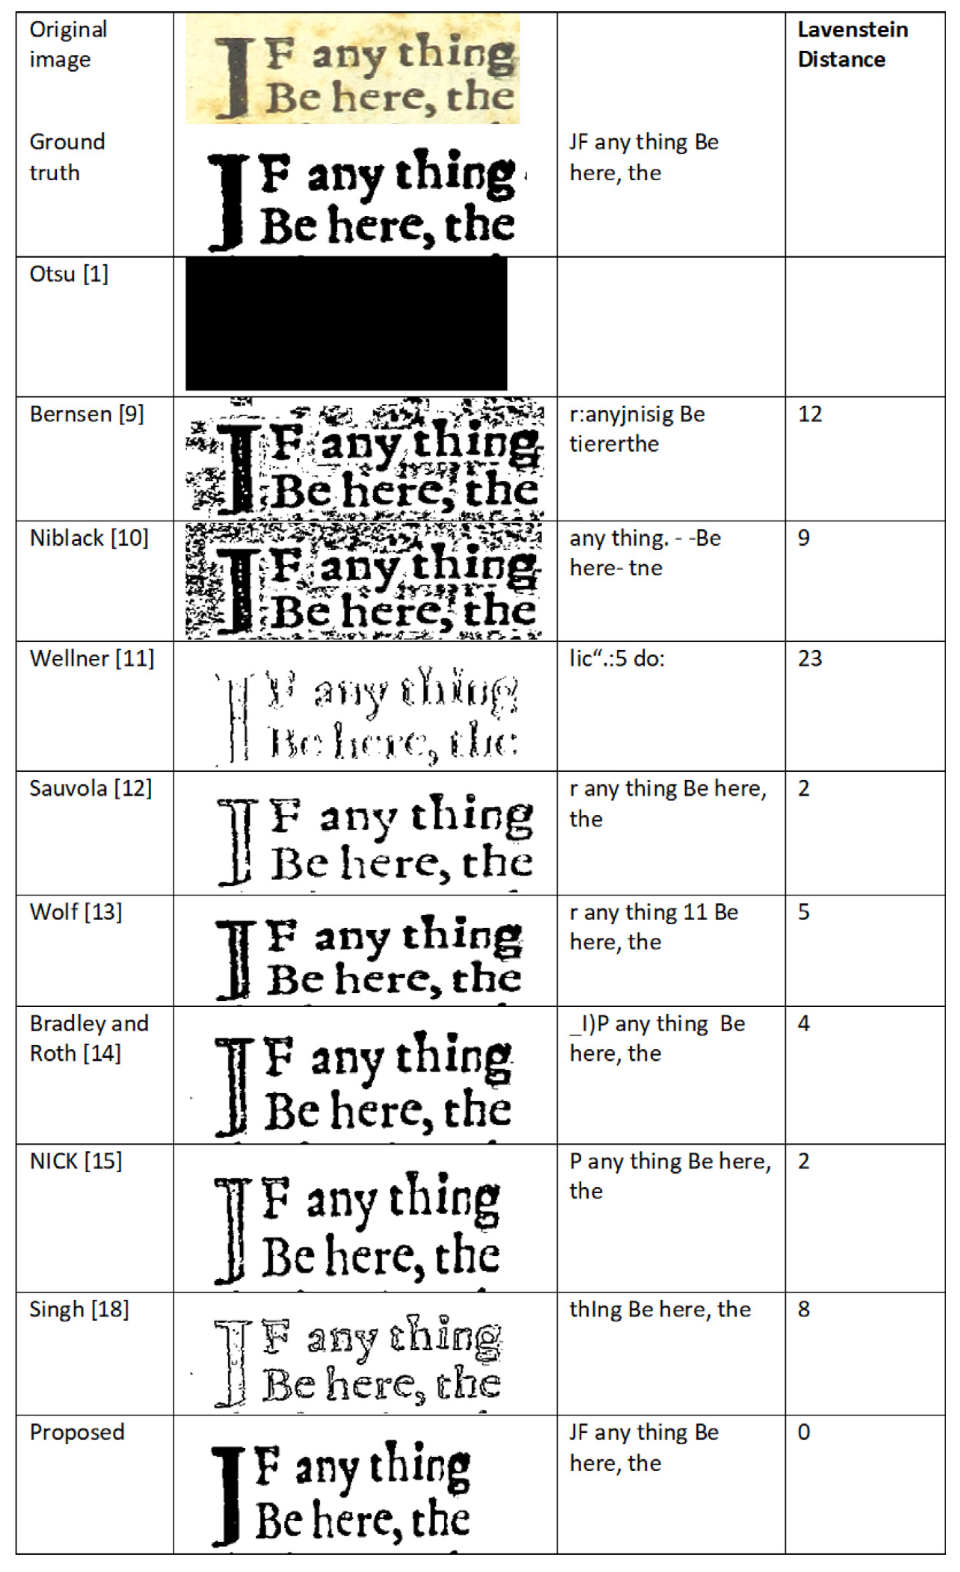 Original image
Lavenstein Distance
F any thing
Be here, the
Ground truth
JF any thing
Be here, the
JF any thing Be
here, the
Otsu [1]
Bernsen [9]
JF any thing
Be here, the
r:anyjnisig Be
tiererthe
12
Niblack [10]
JF any thing
Be here, the
any thing. - -Be
here- tne
9
Wellner [11]
JF any thing
Be here, the
lic“.:5 do:
23
Sauvola [12]
JF any thing
Be here, the
r any thing Be here,
the
2
Wolf [13]
JF any thing
Be here, the
r any thing 11 Be
here, the
5
Bradley and
Roth [14]
JF any thing
Be here, the
_I)P any thing Be
here, the
4
NICK [15]
JF any thing
Be here, the
P any thing Be here,
the
2
Singh [18]
JF any thing
Be here, the
thIng Be here, the
8
Proposed
JF any thing
Be here, the
JF any thing Be
here, the
0